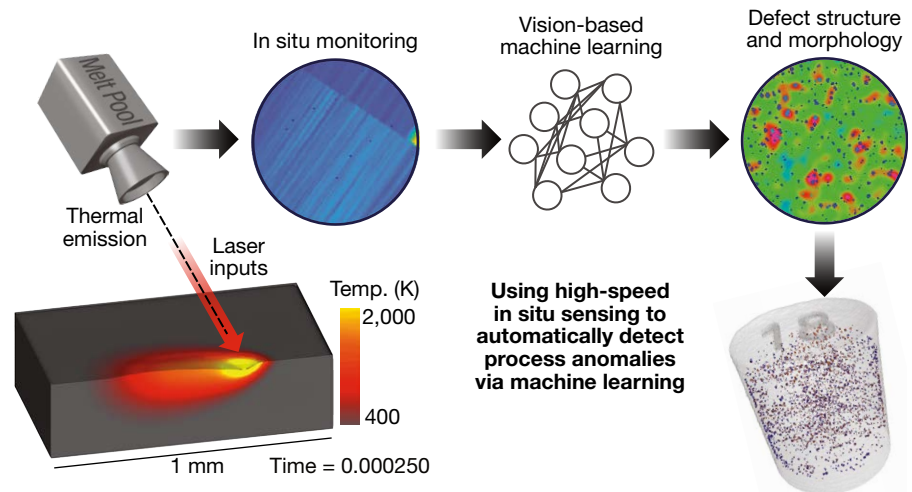 In situ monitoring
Vision-based
machine learning
Defect structure
and morphology
Melt Pool
Thermal
emission
Laser
inputs
Temp. (K)
2,000
400
1 mm
Time = 0.000250
Using high-speed
in situ sensing to
automatically detect
process anomalies
via machine learning
18